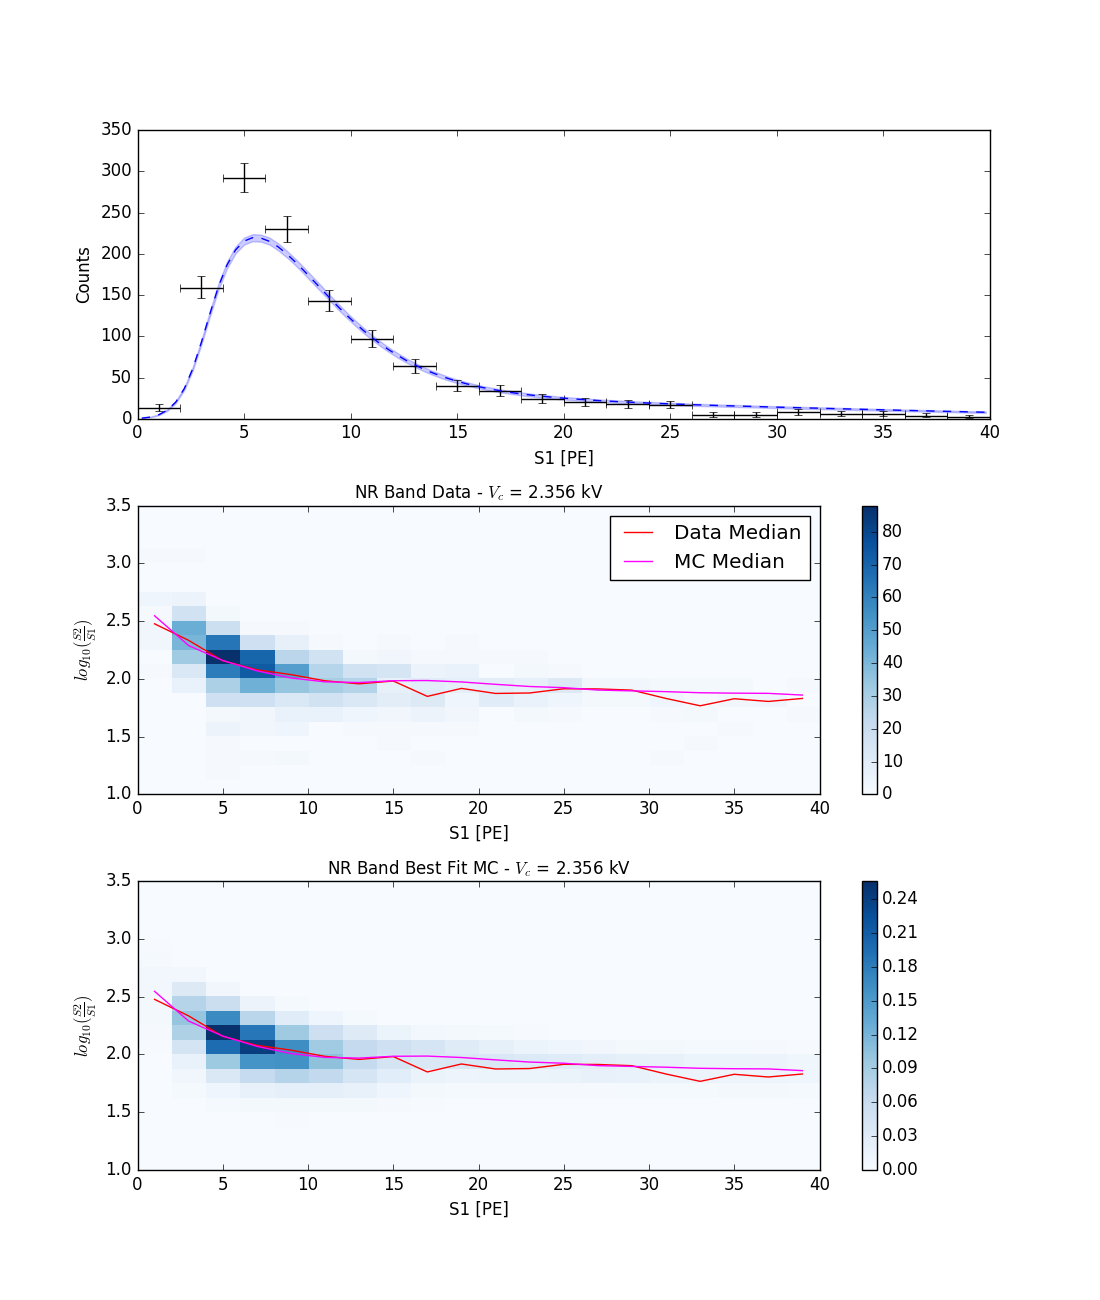 350
300
250
200
150
100
50
0
Counts
0 5 10 15 20 25 30 35 40
S1 [PE]
NR Band Data - V_c = 2.356 kV
3.5
3.0
2.5
2.0
1.5
1.0
log_10(S2/S1)
Data Median
MC Median
80
70
60
50
40
30
20
10
0
0 5 10 15 20 25 30 35 40
S1 [PE]
NR Band Best Fit MC - V_c = 2.356 kV
3.5
3.0
2.5
2.0
1.5
1.0
log_10(S2/S1)
0.24
0.21
0.18
0.15
0.12
0.09
0.06
0.03
0.00
0 5 10 15 20 25 30 35 40
S1 [PE]